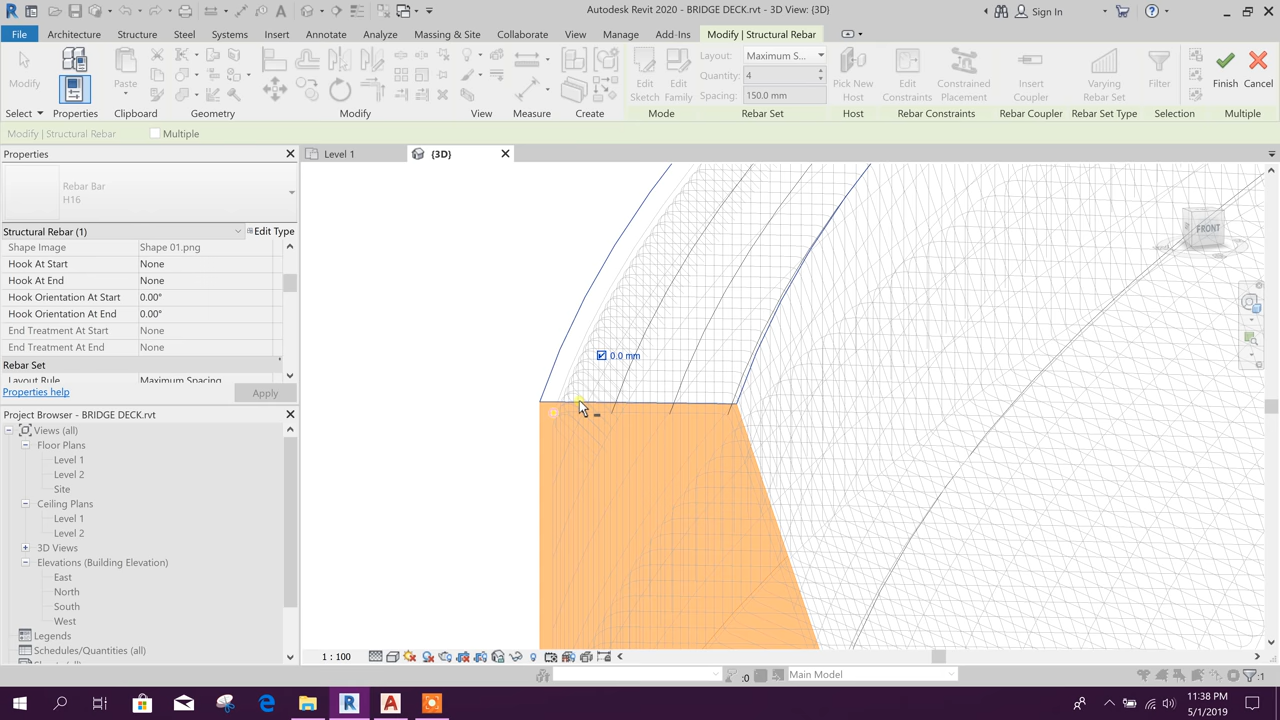 Autodesk Revit 2020 - BRIDGE DECK.rvt - 3D View: {3D}
Sign In
File Architecture Structure Steel Systems Insert Annotate Analyze Massing & Site Collaborate View Manage Add-Ins Modify | Structural Rebar
Layout: Maximum S...
Quantity: 4
Spacing: 150.0 mm
Modify
Paste
Edit Sketch
Edit Family
Pick New Host
Edit Constraints
Constrained Placement
Insert Coupler
Varying Rebar Set
Filter
Finish
Cancel
Select Properties Clipboard Geometry Modify View Measure Create Mode Rebar Set Host Rebar Constraints Rebar Coupler Varying Rebar Set Type Selection Multiple
Modify | Structural Rebar Multiple
Properties
Level 1
{3D}
Rebar Bar
H16
Structural Rebar (1) Edit Type
Shape Image Shape 01.png
Hook At Start None
Hook At End None
Hook Orientation At Start 0.00°
Hook Orientation At End 0.00°
End Treatment At Start None
End Treatment At End None
Rebar Set
Layout Rule Maximum Spacing
Properties help Apply
0.0 mm
FRONT
Project Browser - BRIDGE DECK.rvt
Views (all)
Floor Plans
Level 1
Level 2
Site
Ceiling Plans
Level 1
Level 2
3D Views
Elevations (Building Elevation)
East
North
South
West
Legends
Schedules/Quantities (all)
1 : 100
:0
Main Model
:1
11:38 PM
5/1/2019